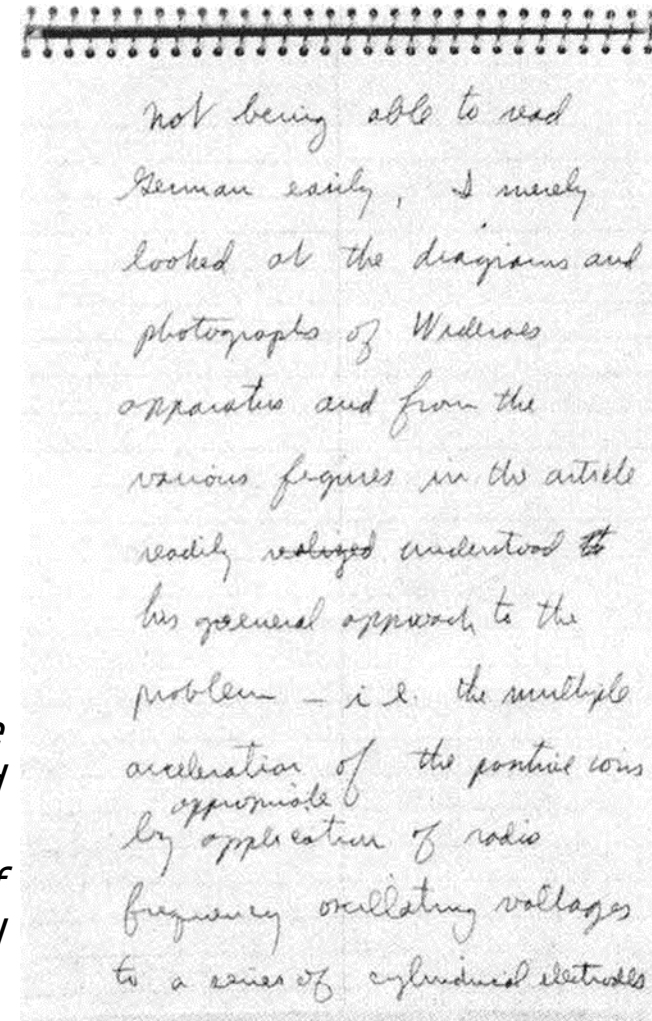 not being able to read
German easily, I merely
looked at the diagrams and
photographs of Wideroes
apparatus and from the
various figures in the article
readily realized understood
his general approach to the
problem – i e. the multiple
acceleration of the positive ions
appropriate
by application of radio
frequency oscillating voltages
to a series of cylindrical electrodes